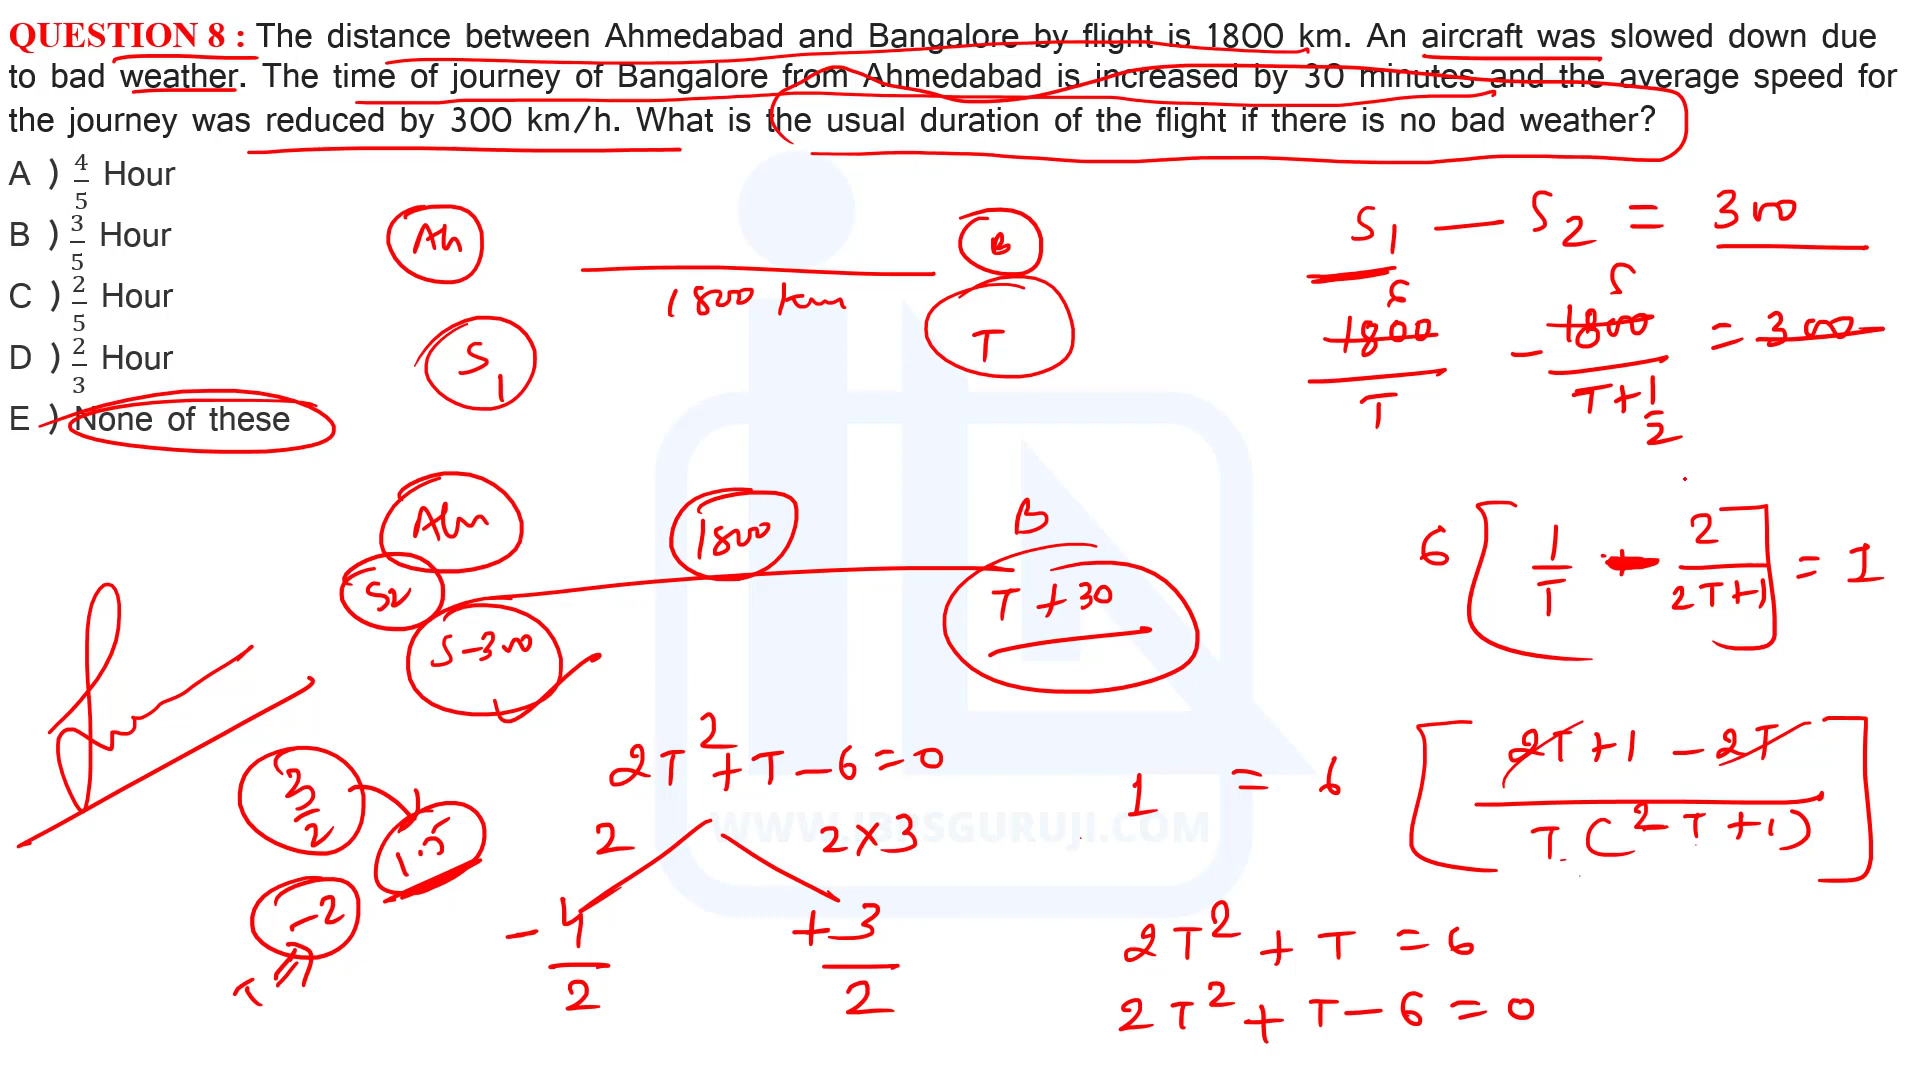 QUESTION 8 : The distance between Ahmedabad and Bangalore by flight is 1800 km. An aircraft was slowed down due
to bad weather. The time of journey of Bangalore from Ahmedabad is increased by 30 minutes and the average speed for
the journey was reduced by 300 km/h. What is the usual duration of the flight if there is no bad weather?
A ) 4/5 Hour
B ) 3/5 Hour
C ) 2/5 Hour
D ) 2/3 Hour
E ) None of these
Ah
B
1800 km
S1
T
S1 - S2 = 300
1800/T - 1800/(T+1/2) = 300
Ahm
1800
B
S2
S-300
T + 30
6 [ 1/T - 2/(2T+1) ] = 1
1 = 6 [ (2T+1 - 2T)/(T(2T+1)) ]
2T² + T = 6
2T² + T - 6 = 0
2T² + T - 6 = 0
2
2×3
-4/2
+3/2
3/2
1.5
-2
T
WWW.IBPSGURUJI.COM